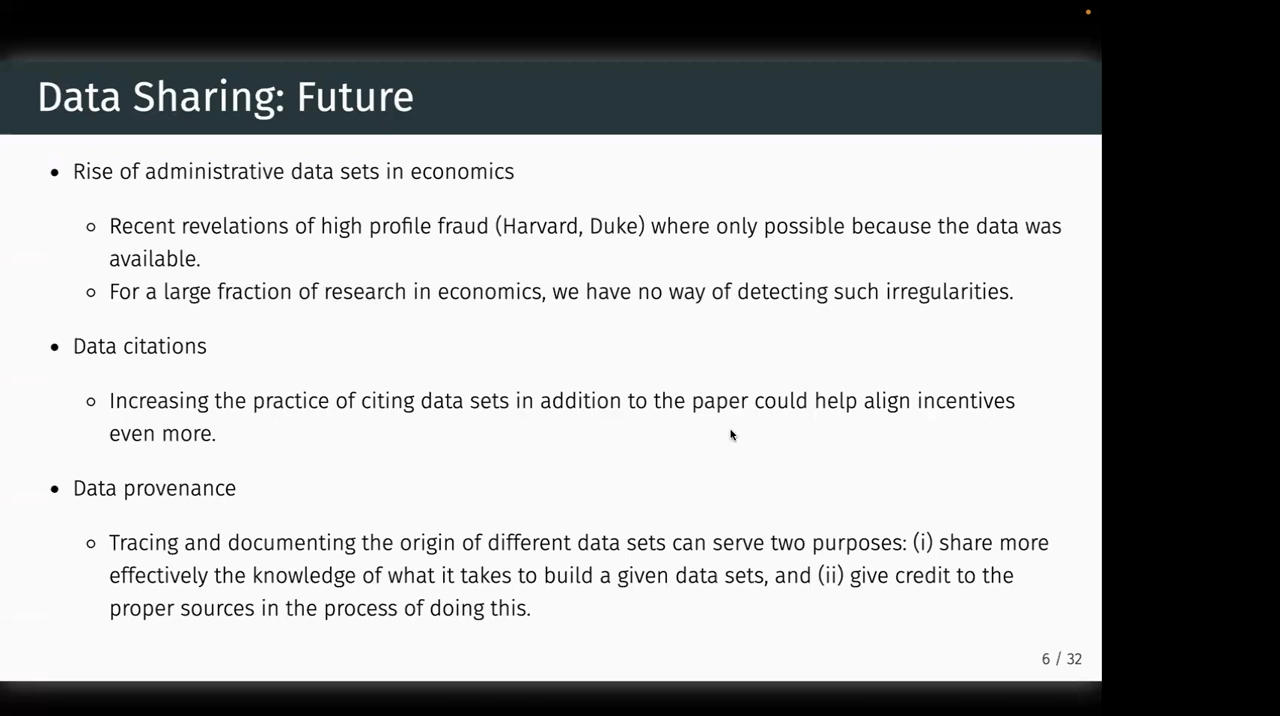 Data Sharing: Future
• Rise of administrative data sets in economics
◦ Recent revelations of high profile fraud (Harvard, Duke) where only possible because the data was
available.
◦ For a large fraction of research in economics, we have no way of detecting such irregularities.
• Data citations
◦ Increasing the practice of citing data sets in addition to the paper could help align incentives
even more.
• Data provenance
◦ Tracing and documenting the origin of different data sets can serve two purposes: (i) share more
effectively the knowledge of what it takes to build a given data sets, and (ii) give credit to the
proper sources in the process of doing this.
6 / 32